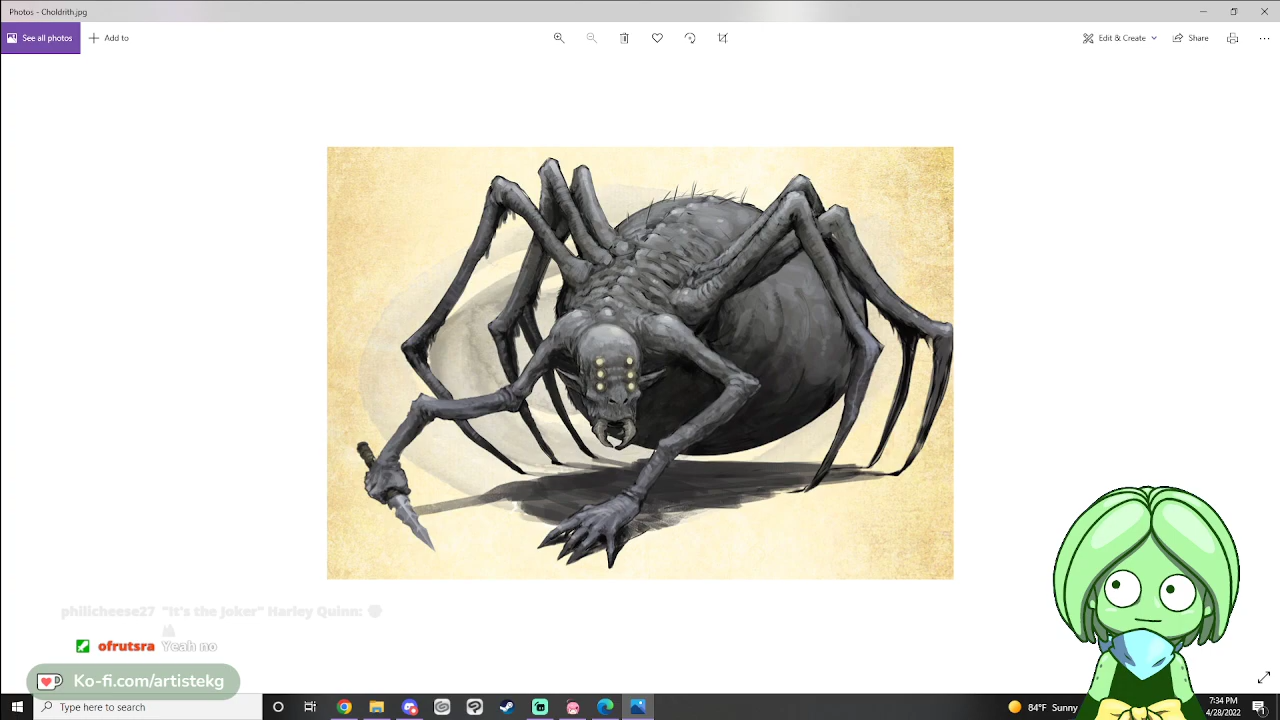 Photos - Choldrith.jpg
See all photos
Add to
Edit & Create
Share
philicheese27 "It's the Joker" Harley Quinn:
ofrutsra Yeah no
Ko-fi.com/artistekg
Type here to search
84°F Sunny
7:34 PM
4/28/2022